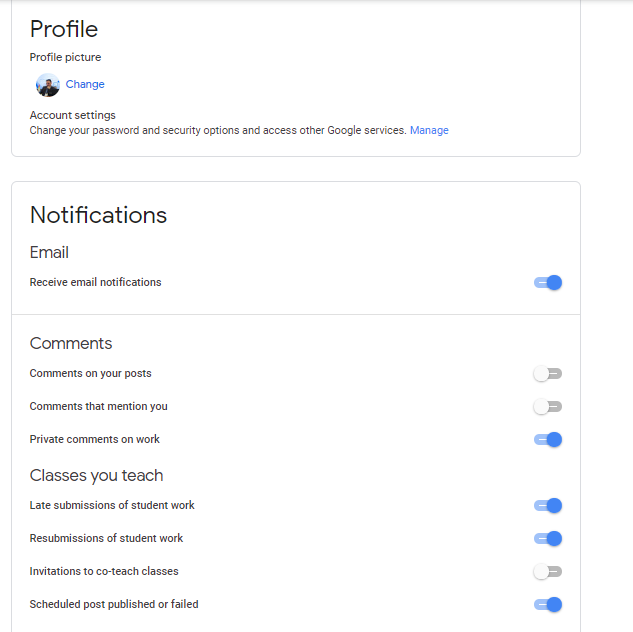 Profile
Profile picture
Change
Account settings
Change your password and security options and access other Google services. Manage
Notifications
Email
Receive email notifications
Comments
Comments on your posts
Comments that mention you
Private comments on work
Classes you teach
Late submissions of student work
Resubmissions of student work
Invitations to co-teach classes
Scheduled post published or failed